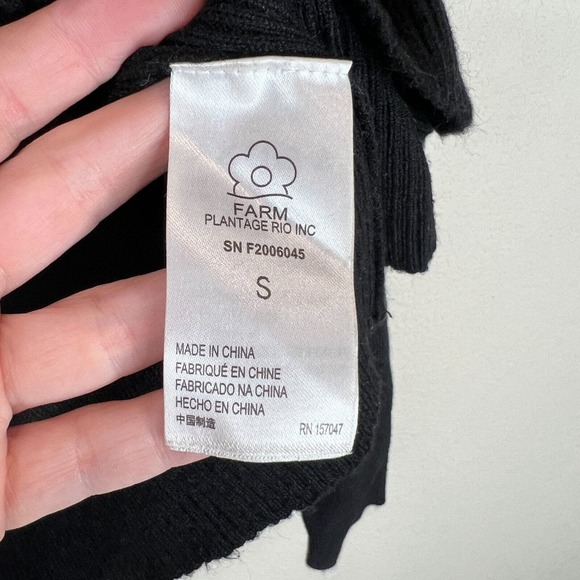 FARM
PLANTAGE RIO INC
SN F2006045
S
MADE IN CHINA
FABRIQUÉ EN CHINE
FABRICADO NA CHINA
HECHO EN CHINA
中国制造
RN 157047